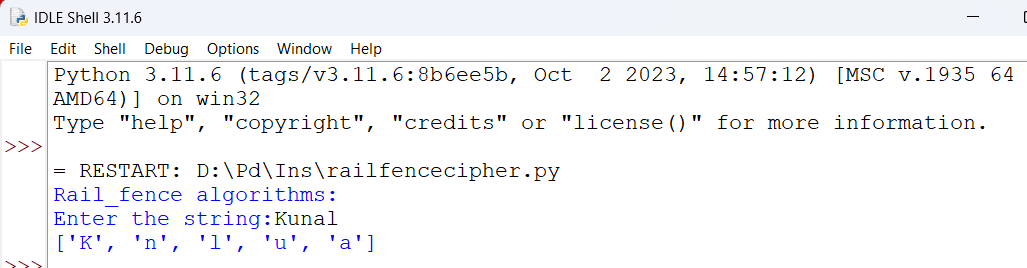 IDLE Shell 3.11.6
File Edit Shell Debug Options Window Help
Python 3.11.6 (tags/v3.11.6:8b6ee5b, Oct  2 2023, 14:57:12) [MSC v.1935 64
AMD64)] on win32
Type "help", "copyright", "credits" or "license()" for more information.
>>>
= RESTART: D:\Pd\Ins\railfencecipher.py
Rail_fence algorithms:
Enter the string:Kunal
['K', 'n', 'l', 'u', 'a']
>>>